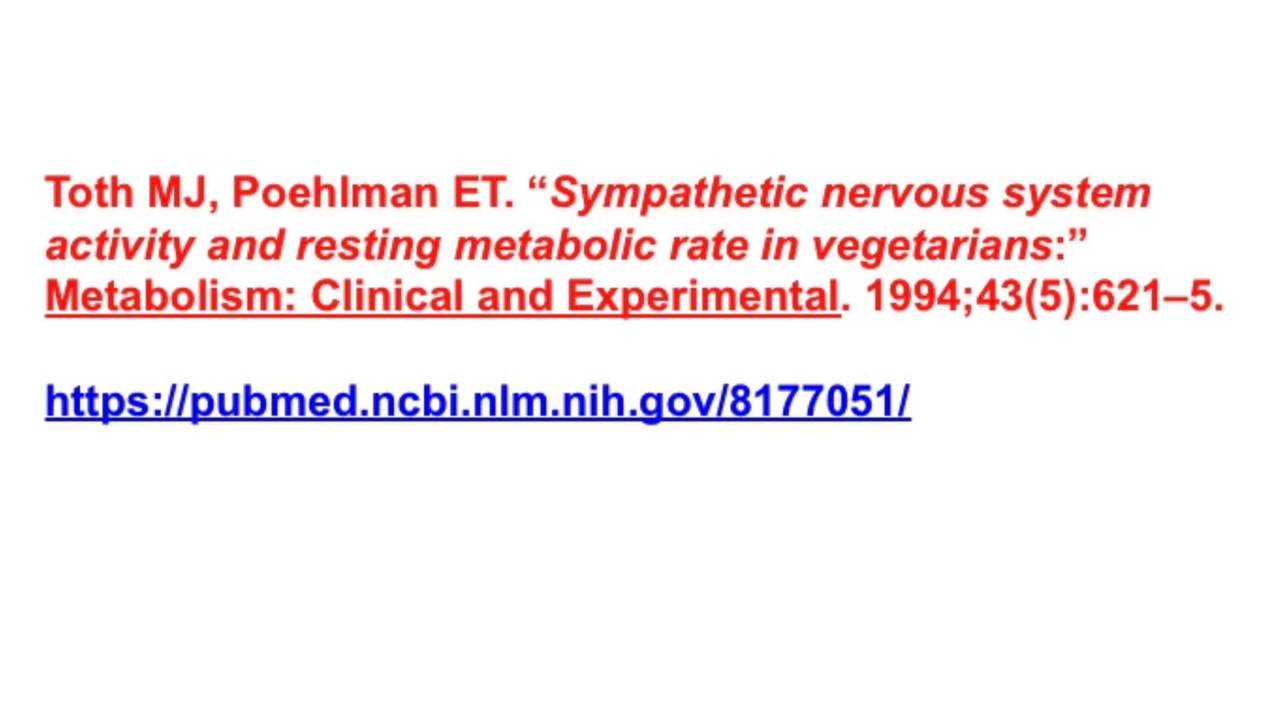 Toth MJ, Poehlman ET. “Sympathetic nervous system
activity and resting metabolic rate in vegetarians:”
Metabolism: Clinical and Experimental. 1994;43(5):621–5.
https://pubmed.ncbi.nlm.nih.gov/8177051/